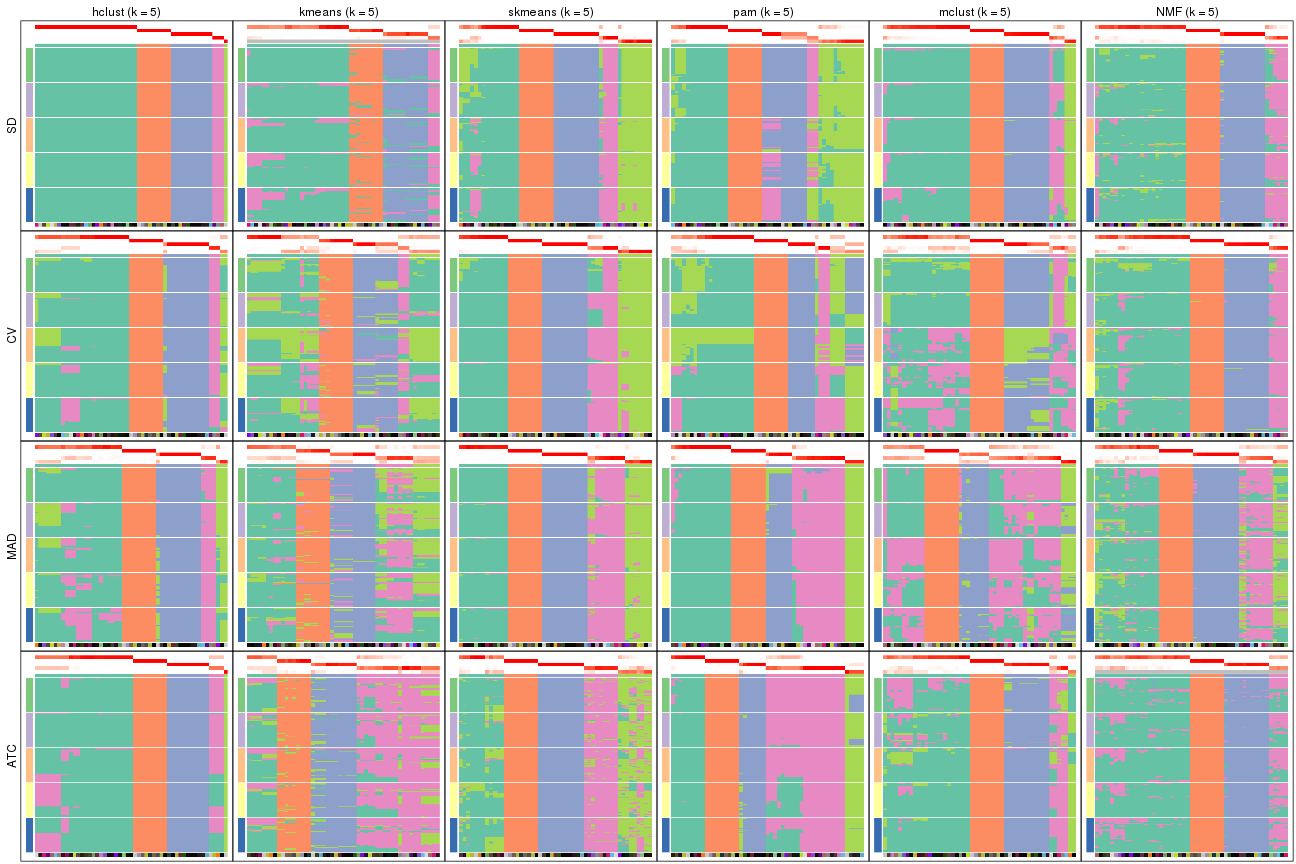 hclust (k = 5) kmeans (k = 5) skmeans (k = 5) pam (k = 5) mclust (k = 5) NMF (k = 5)
SD
CV
MAD
ATC